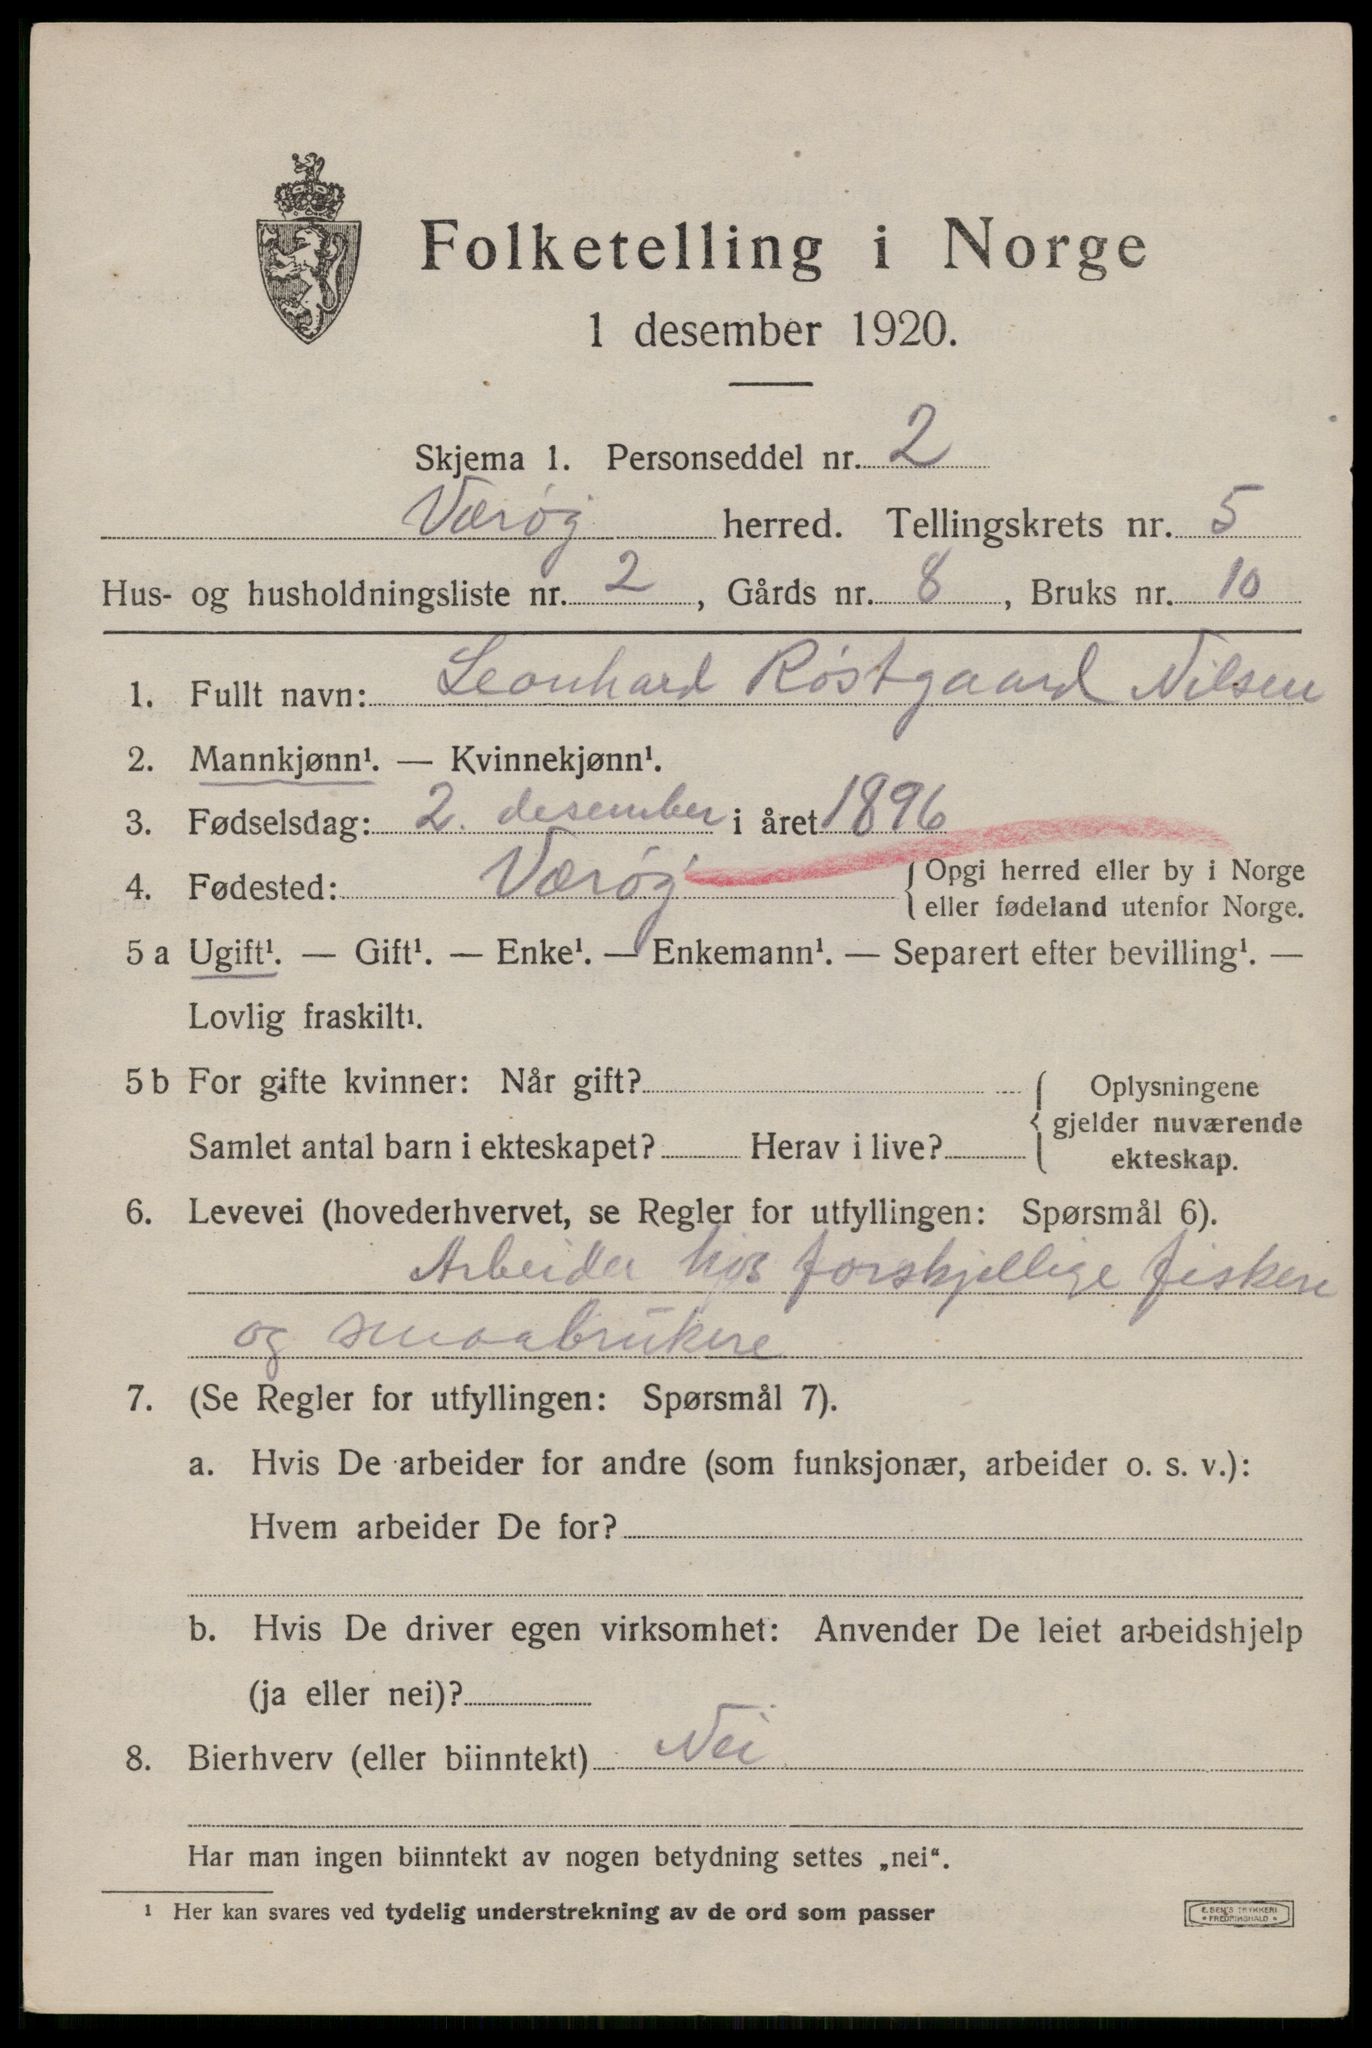 Folketelling i Norge
1 desember 1920.
Skjema 1. Personseddel nr. 2
Værøy herred. Tellingskrets nr. 5
Hus- og husholdningsliste nr. 2, Gårds nr. 8, Bruks nr. 10
1. Fullt navn: Leonhard Røstgaard Nilsen
2. Mannkjønn¹. — Kvinnekjønn¹.
3. Fødselsdag: 2. desember i året 1896
4. Fødested: Værøy { Opgi herred eller by i Norge
eller fødeland utenfor Norge.
5 a Ugift¹. — Gift¹. — Enke¹. — Enkemann¹. — Separert efter bevilling¹. —
Lovlig fraskilt¹.
5 b For gifte kvinner: Når gift?
Samlet antal barn i ekteskapet? Herav i live?
{ Oplysningene
gjelder nuværende
ekteskap.
6. Levevei (hovederhvervet, se Regler for utfyllingen: Spørsmål 6).
Arbeider hos forskjellige fiskere
og smaabrukere
7. (Se Regler for utfyllingen: Spørsmål 7).
a. Hvis De arbeider for andre (som funksjonær, arbeider o. s. v.):
Hvem arbeider De for?
b. Hvis De driver egen virksomhet: Anvender De leiet arbeidshjelp
(ja eller nei)?
8. Bierhverv (eller biinntekt) Nei
Har man ingen biinntekt av nogen betydning settes „nei“.
¹ Her kan svares ved tydelig understrekning av de ord som passer
E. SEM'S TRYKKERI
* FREDRIKSHALD *